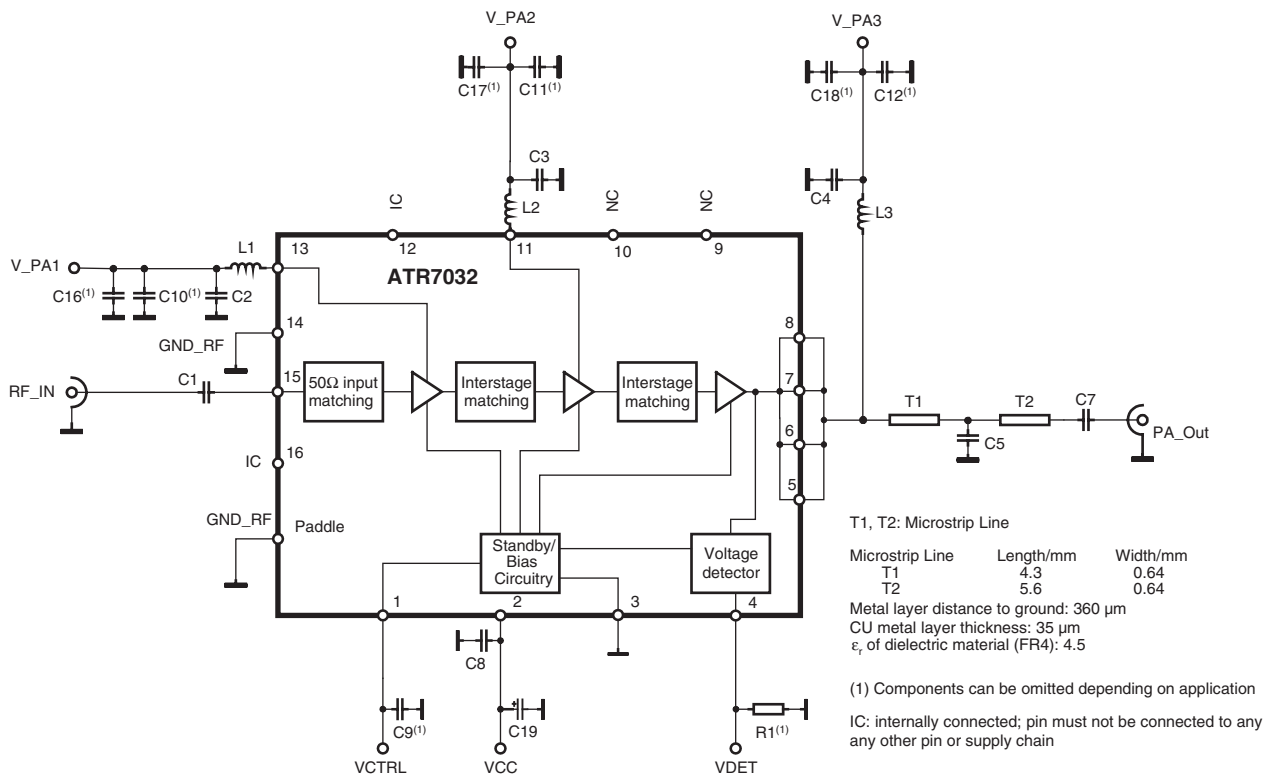 V_PA2
V_PA3
C17(1)
C11(1)
C18(1)
C12(1)
C3
C4
L2
L3
IC
NC
NC
12
11
10
9
V_PA1
L1
13
ATR7032
C16(1)
C10(1)
C2
14
GND_RF
8
RF_IN
C1
15
50Ω input
matching
Interstage
matching
Interstage
matching
7
T1
T2
C7
PA_Out
C5
6
IC
16
5
GND_RF
Paddle
Standby/
Bias
Circuitry
Voltage
detector
1
2
3
4
C8
C9(1)
C19
R1(1)
VCTRL
VCC
VDET
T1, T2: Microstrip Line
Microstrip Line Length/mm Width/mm
T1 4.3 0.64
T2 5.6 0.64
Metal layer distance to ground: 360 µm
CU metal layer thickness: 35 µm
εr of dielectric material (FR4): 4.5
(1) Components can be omitted depending on application
IC: internally connected; pin must not be connected to any
any other pin or supply chain